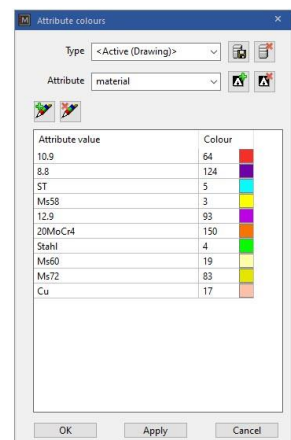 M Attribute colours
Type <Active (Drawing)>
Attribute material
Attribute value Colour
10.9 64
8.8 124
ST 5
Ms58 3
12.9 93
20MoCr4 150
Stahl 4
Ms60 19
Ms72 83
Cu 17
OK Apply Cancel